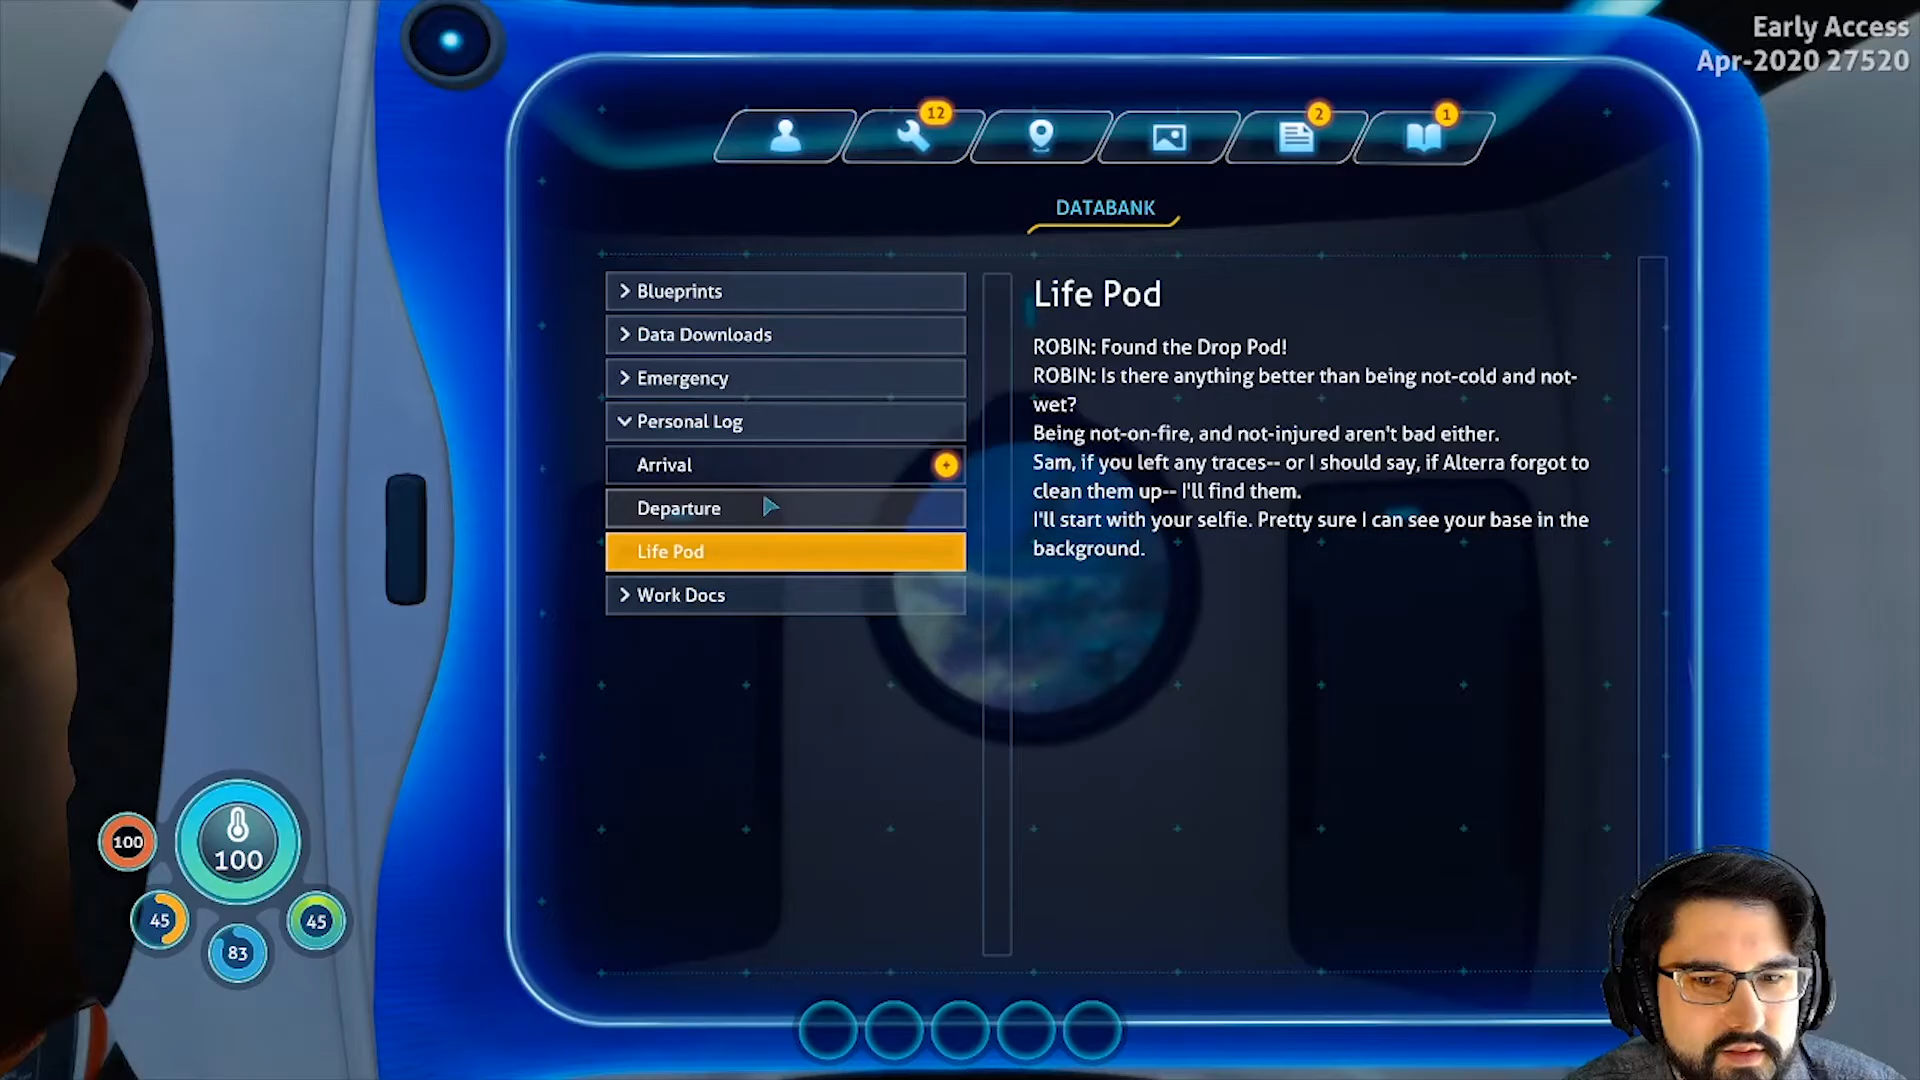 Early Access
Apr-2020 27520
12
2
1
DATABANK
Blueprints
Data Downloads
Emergency
Personal Log
Arrival
Departure
Life Pod
Work Docs
Life Pod
ROBIN: Found the Drop Pod!
ROBIN: Is there anything better than being not-cold and not-
wet?
Being not-on-fire, and not-injured aren't bad either.
Sam, if you left any traces-- or I should say, if Alterra forgot to
clean them up-- I'll find them.
I'll start with your selfie. Pretty sure I can see your base in the
background.
100
100
45
45
83